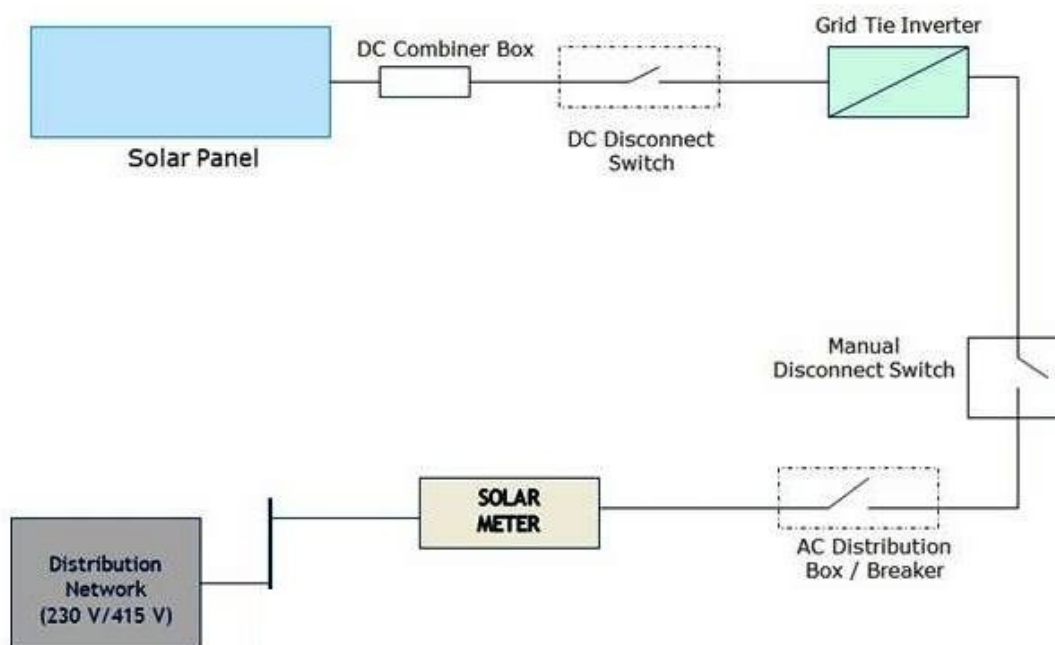 Solar Panel
DC Combiner Box
DC Disconnect
Switch
Grid Tie Inverter
Manual
Disconnect Switch
AC Distribution
Box / Breaker
SOLAR
METER
Distribution
Network
(230 V/415 V)